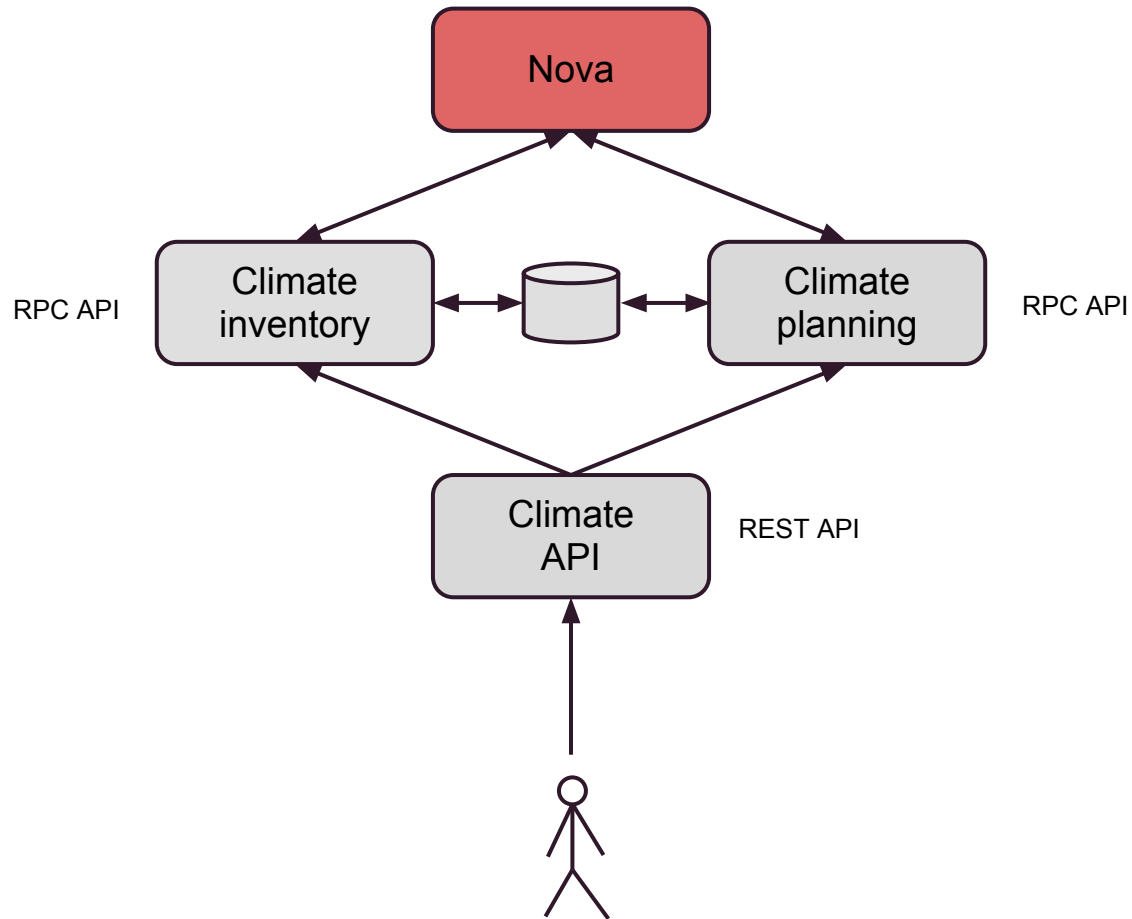 Nova
RPC API
Climate
inventory
Climate
planning
RPC API
Climate
API
REST API